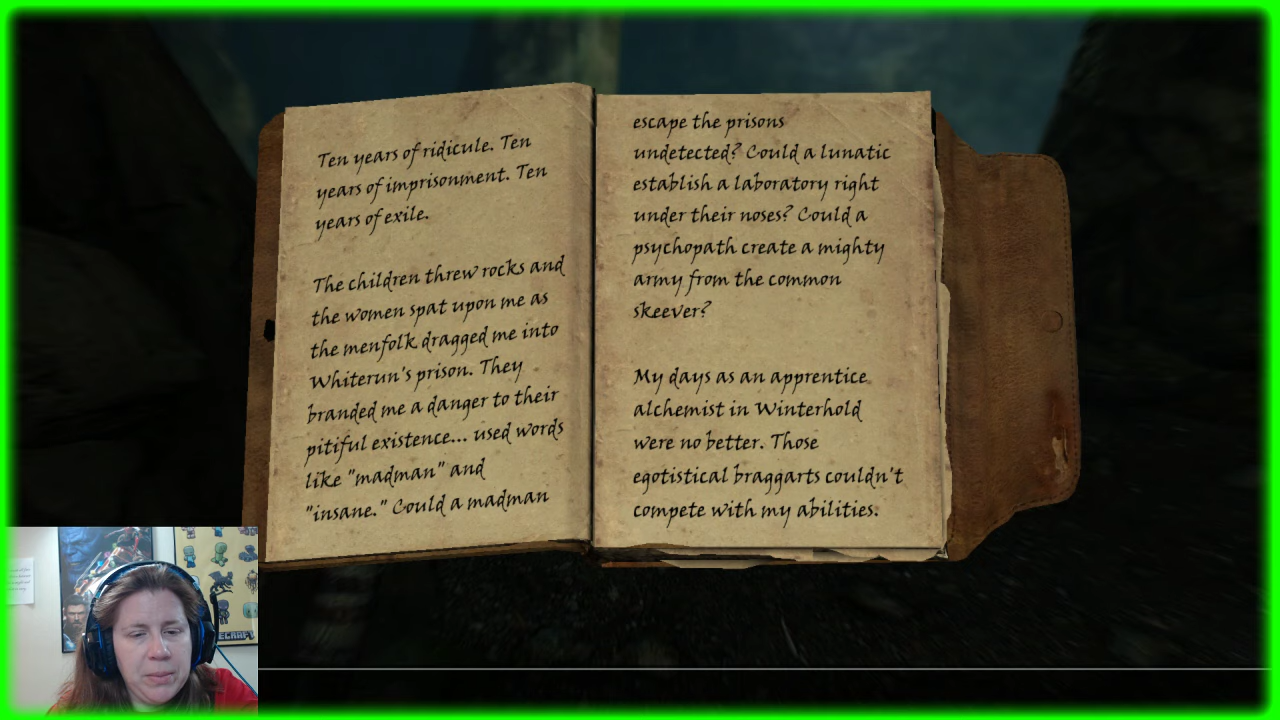 Ten years of ridicule. Ten
years of imprisonment. Ten
years of exile.
The children threw rocks and
the women spat upon me as
the menfolk dragged me into
Whiterun's prison. They
branded me a danger to their
pitiful existence... used words
like "madman" and
"insane." Could a madman
escape the prisons
undetected? Could a lunatic
establish a laboratory right
under their noses? Could a
psychopath create a mighty
army from the common
skeever?
My days as an apprentice
alchemist in Winterhold
were no better. Those
egotistical braggarts couldn't
compete with my abilities.
ECRAFT